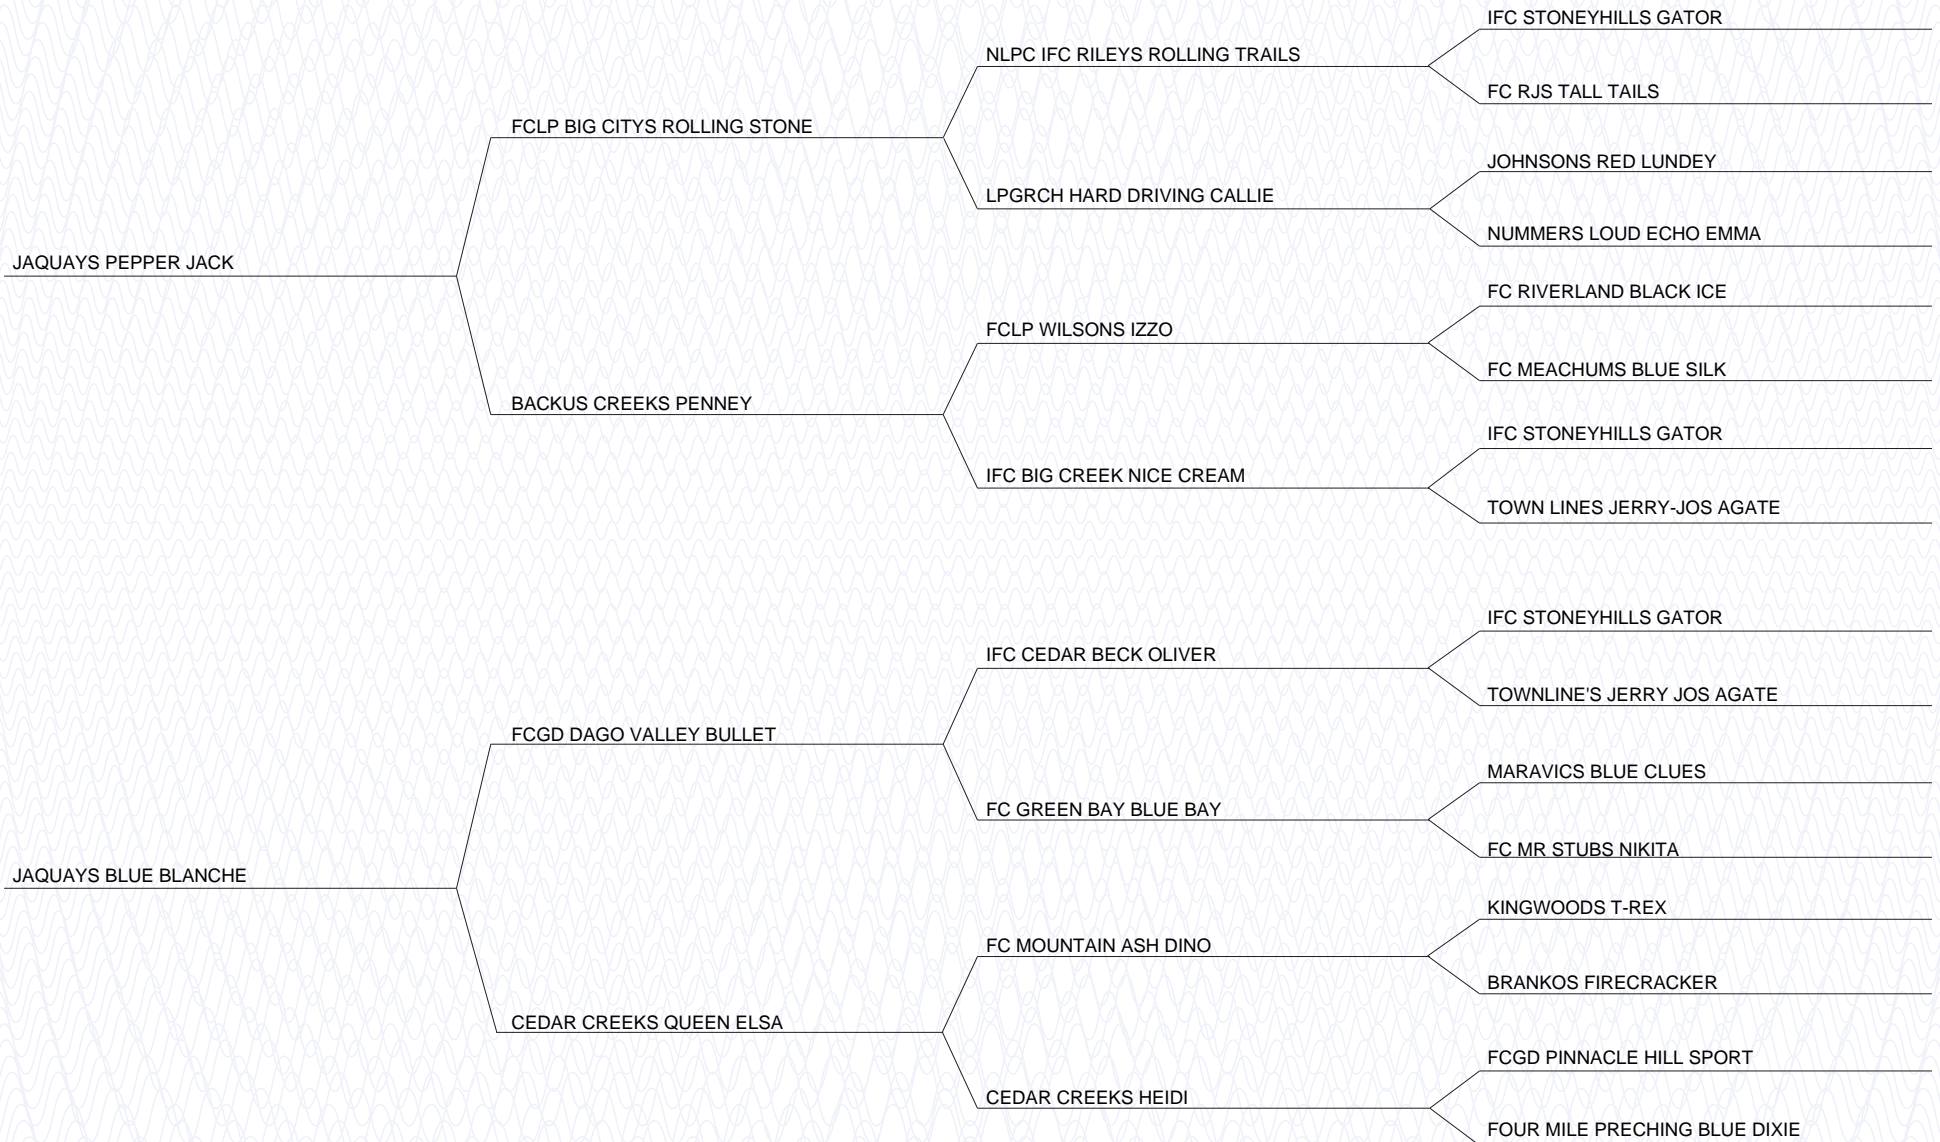 IFC STONEYHILLS GATOR
NLPC IFC RILEYS ROLLING TRAILS
FC RJS TALL TAILS
FCLP BIG CITYS ROLLING STONE
JOHNSONS RED LUNDEY
LPGRCH HARD DRIVING CALLIE
NUMMERS LOUD ECHO EMMA
JAQUAYS PEPPER JACK
FC RIVERLAND BLACK ICE
FCLP WILSONS IZZO
FC MEACHUMS BLUE SILK
BACKUS CREEKS PENNEY
IFC STONEYHILLS GATOR
IFC BIG CREEK NICE CREAM
TOWN LINES JERRY-JOS AGATE
IFC STONEYHILLS GATOR
IFC CEDAR BECK OLIVER
TOWNLINE'S JERRY JOS AGATE
FCGD DAGO VALLEY BULLET
MARAVICS BLUE CLUES
FC GREEN BAY BLUE BAY
FC MR STUBS NIKITA
JAQUAYS BLUE BLANCHE
KINGWOODS T-REX
FC MOUNTAIN ASH DINO
BRANKOS FIRECRACKER
CEDAR CREEKS QUEEN ELSA
FCGD PINNACLE HILL SPORT
CEDAR CREEKS HEIDI
FOUR MILE PRECHING BLUE DIXIE